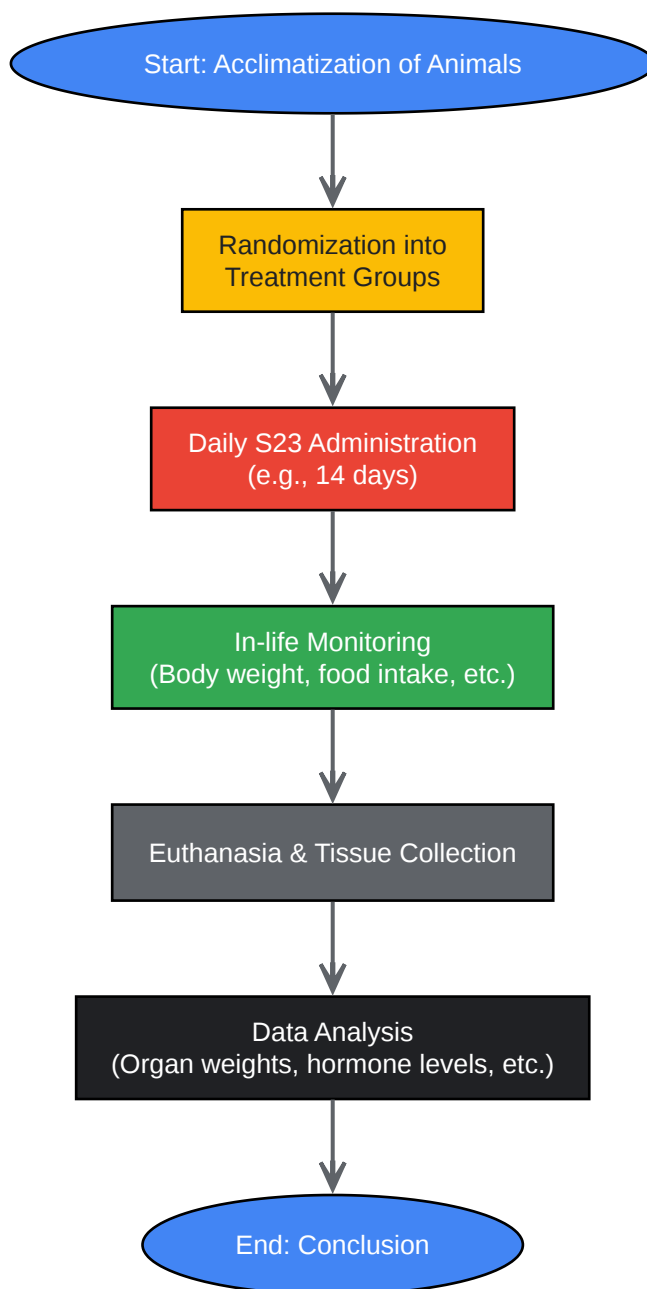 Start: Acclimatization of Animals
Randomization into
Treatment Groups
Daily S23 Administration
(e.g., 14 days)
In-life Monitoring
(Body weight, food intake, etc.)
Euthanasia & Tissue Collection
Data Analysis
(Organ weights, hormone levels, etc.)
End: Conclusion